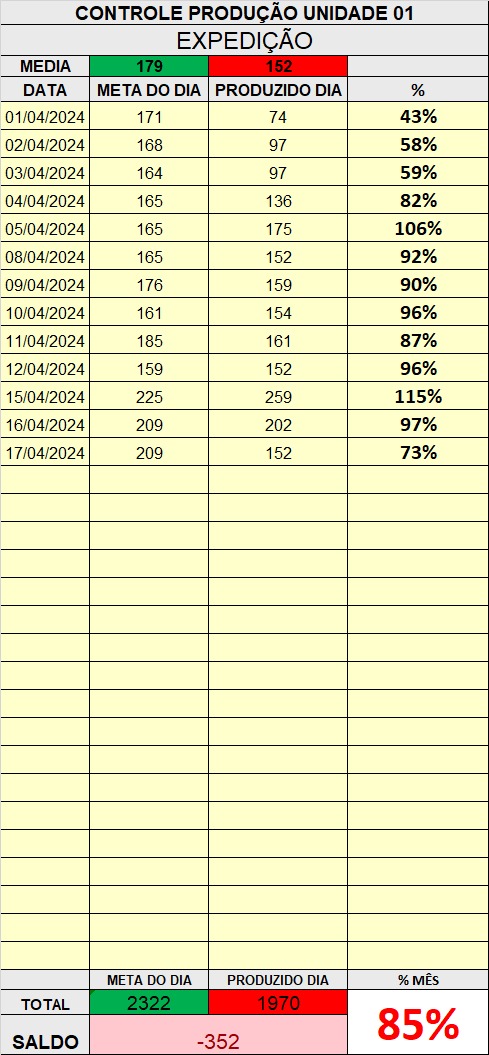 CONTROLE PRODUÇÃO UNIDADE 01
EXPEDIÇÃO
MEDIA 179 152
DATA META DO DIA PRODUZIDO DIA %
01/04/2024 171 74 43%
02/04/2024 168 97 58%
03/04/2024 164 97 59%
04/04/2024 165 136 82%
05/04/2024 165 175 106%
08/04/2024 165 152 92%
09/04/2024 176 159 90%
10/04/2024 161 154 96%
11/04/2024 185 161 87%
12/04/2024 159 152 96%
15/04/2024 225 259 115%
16/04/2024 209 202 97%
17/04/2024 209 152 73%
META DO DIA PRODUZIDO DIA % MÊS
TOTAL 2322 1970 85%
SALDO -352